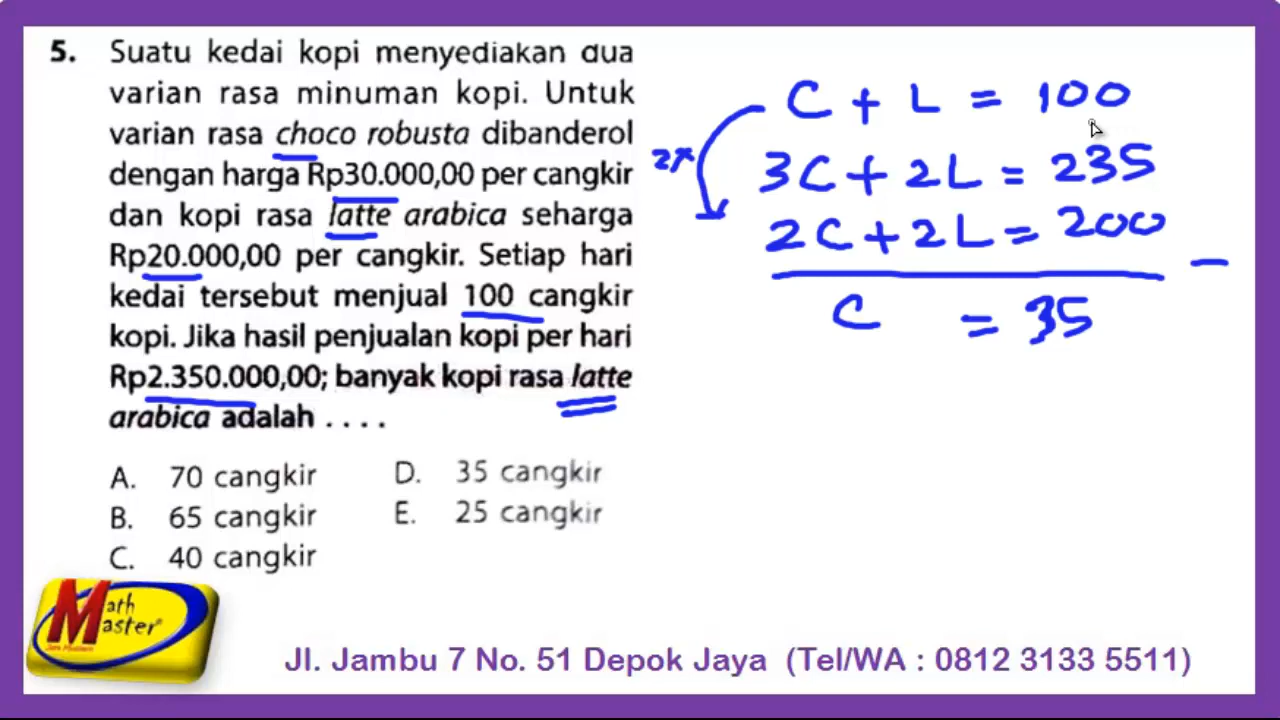 5. Suatu kedai kopi menyediakan dua
varian rasa minuman kopi. Untuk
varian rasa choco robusta dibanderol
dengan harga Rp30.000,00 per cangkir
dan kopi rasa latte arabica seharga
Rp20.000,00 per cangkir. Setiap hari
kedai tersebut menjual 100 cangkir
kopi. Jika hasil penjualan kopi per hari
Rp2.350.000,00; banyak kopi rasa latte
arabica adalah ....
A. 70 cangkir
B. 65 cangkir
C. 40 cangkir
D. 35 cangkir
E. 25 cangkir
C + L = 100
2x
3C + 2L = 235
2C + 2L = 200 −
C = 35
Math
Master
Jl. Jambu 7 No. 51 Depok Jaya (Tel/WA : 0812 3133 5511)